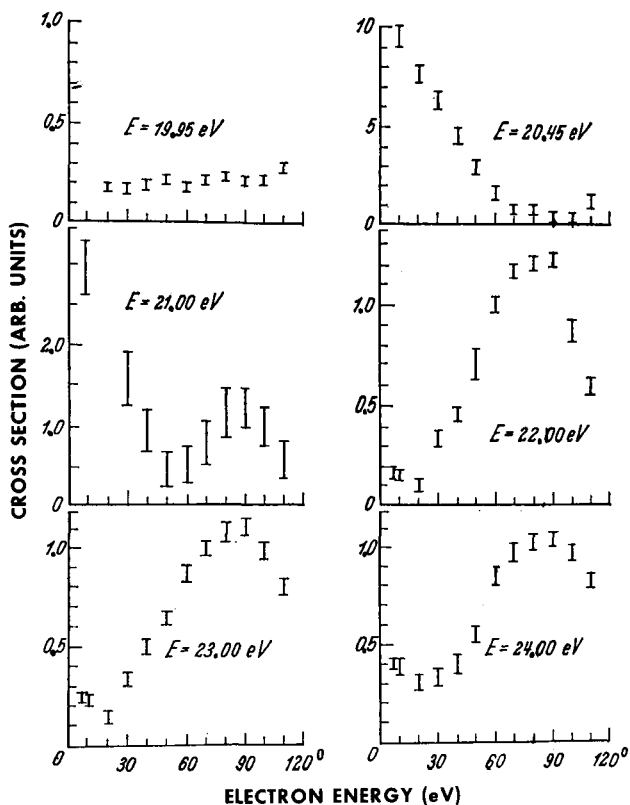 1.0
0.5
0
E = 19.95 eV
10
5
0
E = 20.45 eV
2.0
1.0
0
E = 21.00 eV
1.0
0.5
0
E = 22.00 eV
1.0
0.5
0
E = 23.00 eV
1.0
0.5
E = 24.00 eV
0 30 60 90 120°
0 30 60 90 120°
CROSS SECTION (ARB. UNITS)
ELECTRON ENERGY (eV)